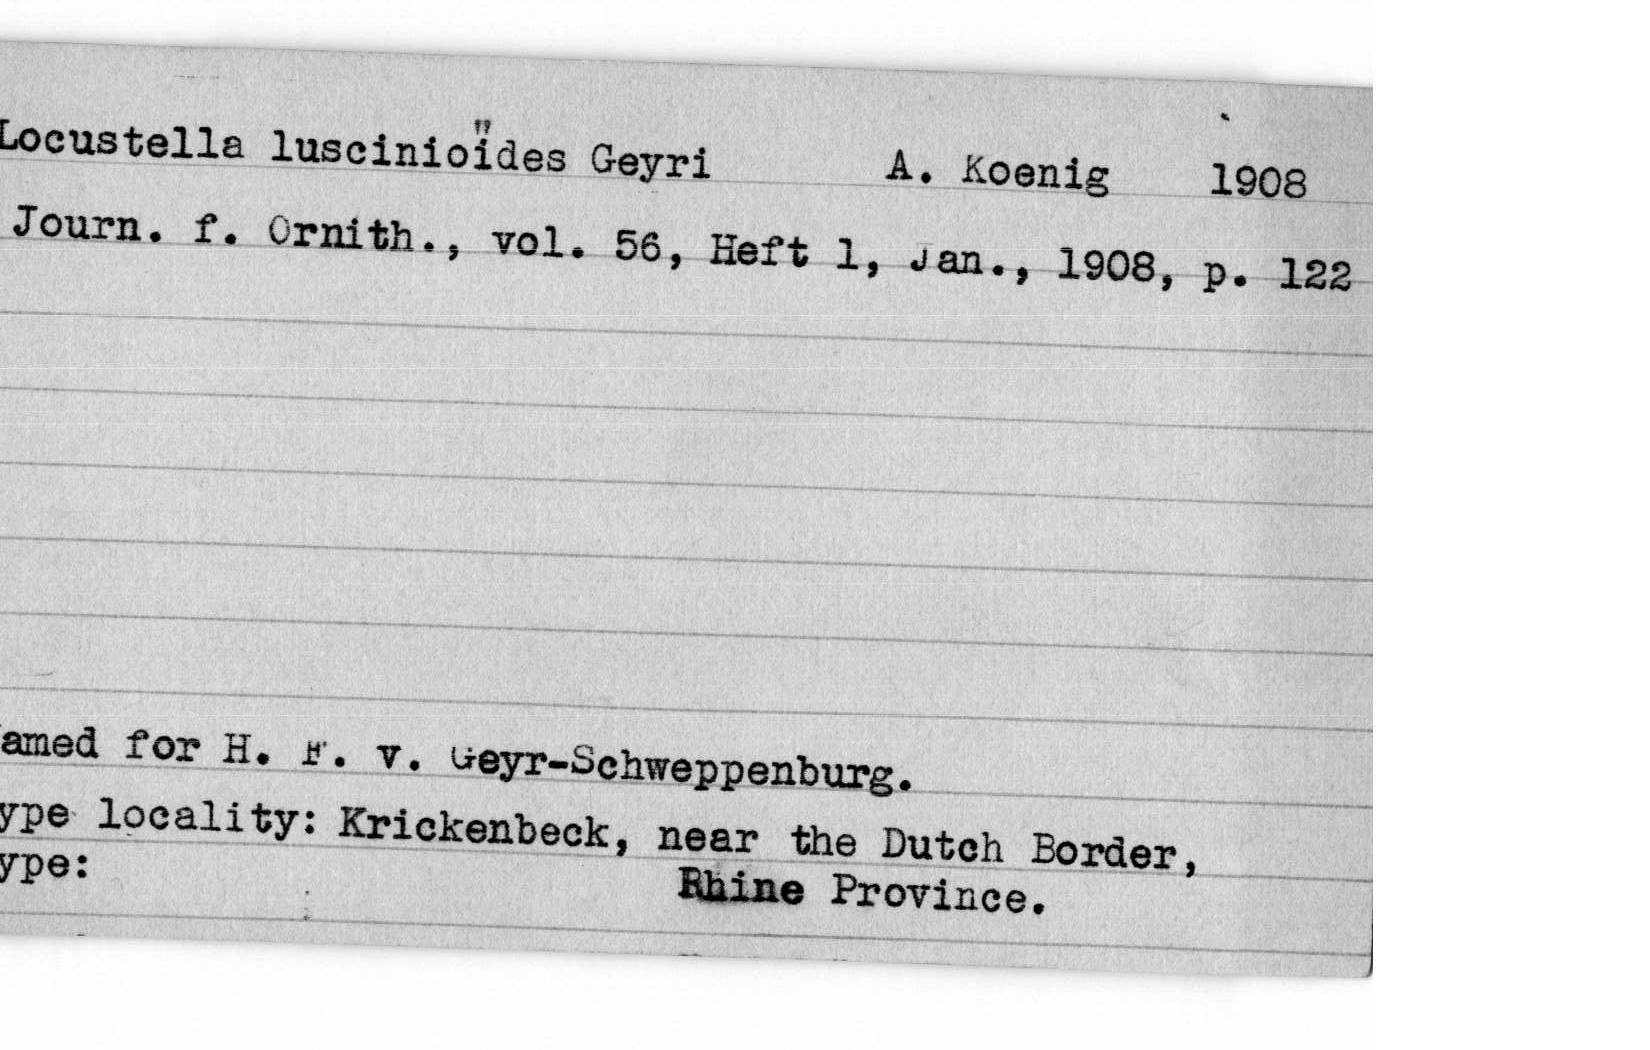 Locustella luscinioïdes Geyri A. Koenig 1908
Journ. f. Ornith., vol. 56, Heft 1, Jan., 1908, p. 122
amed for H. F. v. Geyr-Schweppenburg.
ype locality: Krickenbeck, near the Dutch Border,
ype: Rhine Province.